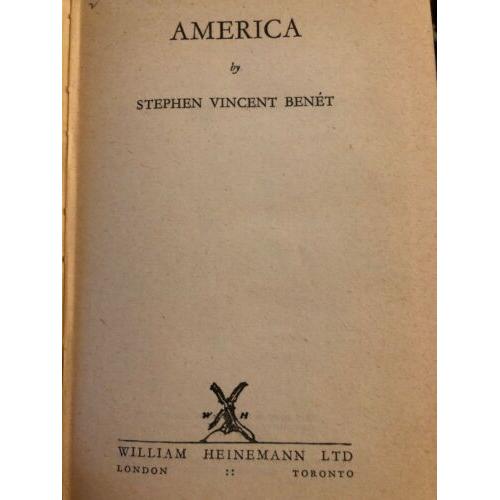 AMERICA
by
STEPHEN VINCENT BENÉT
W H
WILLIAM HEINEMANN LTD
LONDON :: TORONTO